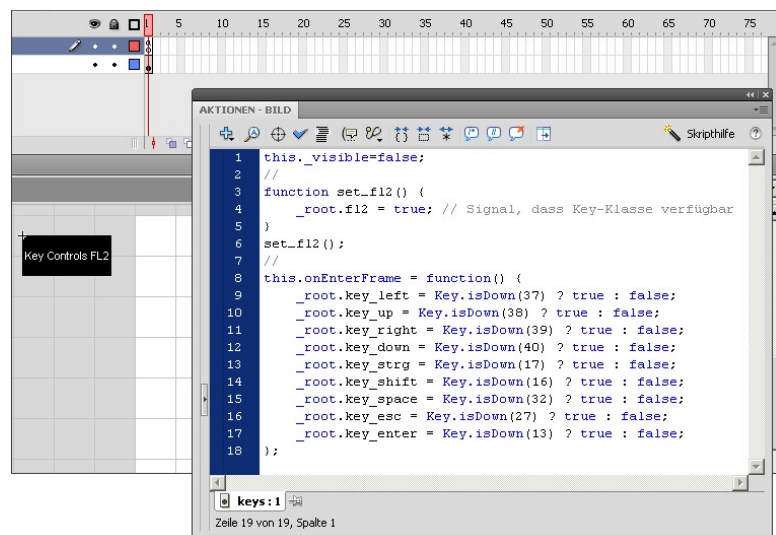 1 5 10 15 20 25 30 35 40 45 50 55 60 65 70 75
AKTIONEN - BILD
Skripthilfe
1 this._visible=false;
2 //
3 function set_fl2() {
4 _root.fl2 = true; // Signal, dass Key-Klasse verfügbar
5 }
6 set_fl2();
7 //
8 this.onEnterFrame = function() {
9 _root.key_left = Key.isDown(37) ? true : false;
10 _root.key_up = Key.isDown(38) ? true : false;
11 _root.key_right = Key.isDown(39) ? true : false;
12 _root.key_down = Key.isDown(40) ? true : false;
13 _root.key_strg = Key.isDown(17) ? true : false;
14 _root.key_shift = Key.isDown(16) ? true : false;
15 _root.key_space = Key.isDown(32) ? true : false;
16 _root.key_esc = Key.isDown(27) ? true : false;
17 _root.key_enter = Key.isDown(13) ? true : false;
18 };
Key Controls FL2
keys:1
Zeile 19 von 19, Spalte 1